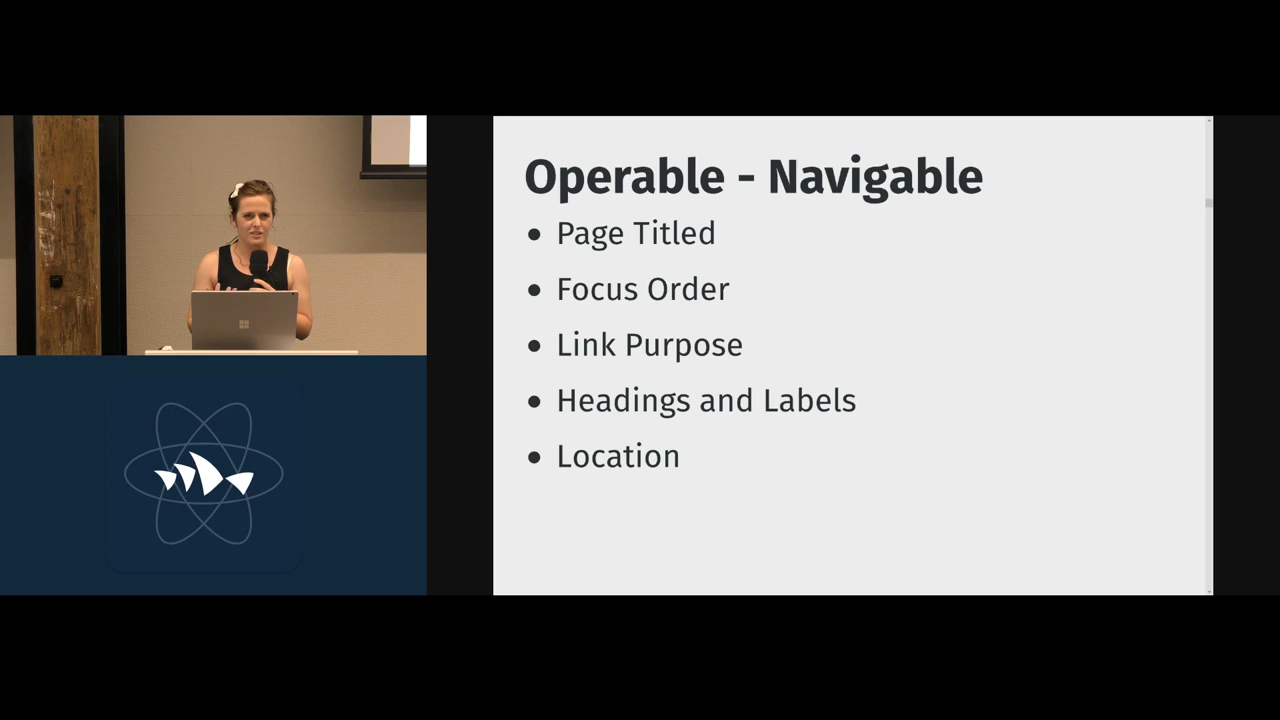 Operable - Navigable
• Page Titled
• Focus Order
• Link Purpose
• Headings and Labels
• Location